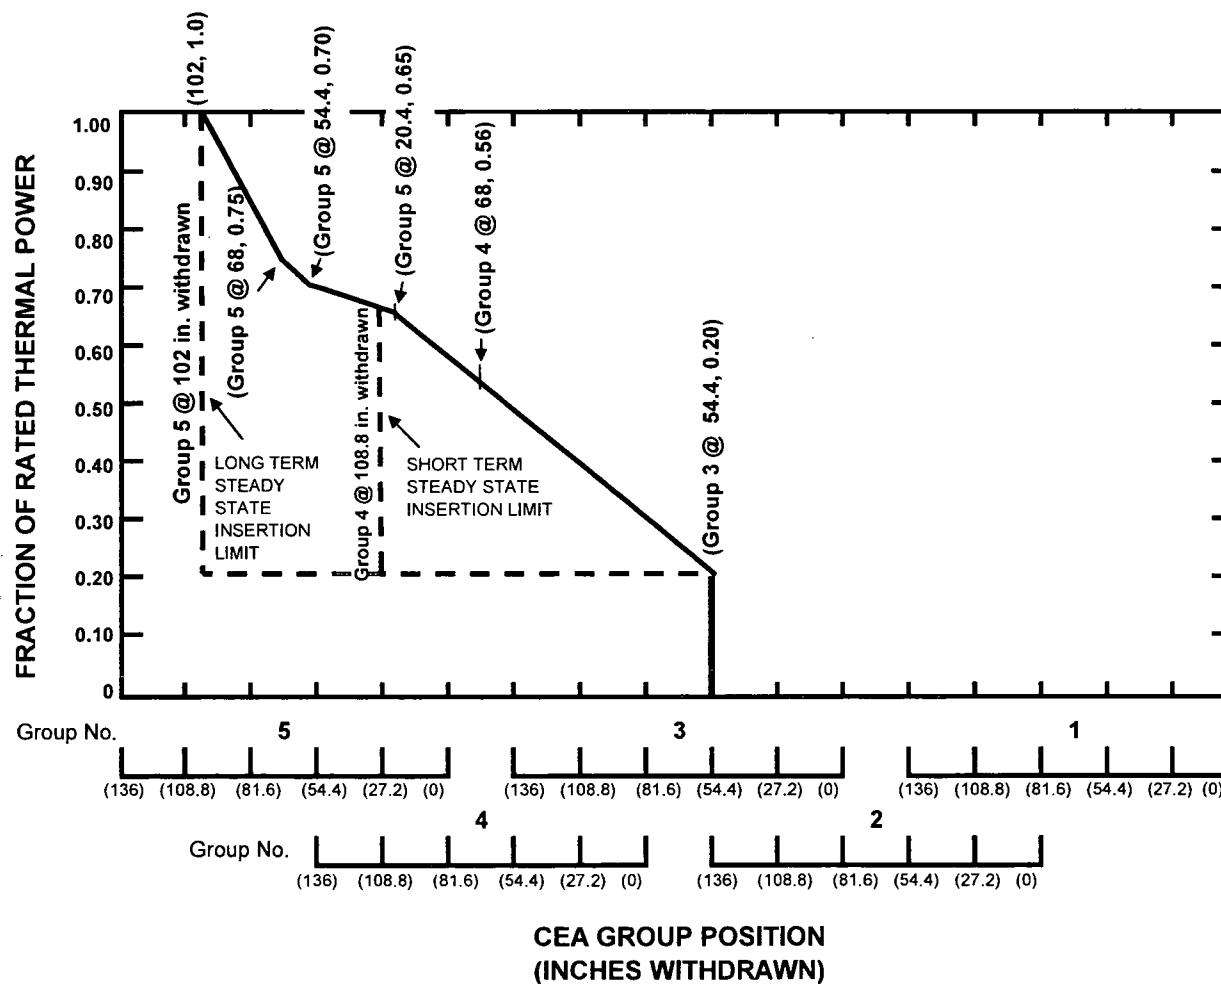 (102, 1.0)
(Group 5 @ 54.4, 0.70)
(Group 5 @ 20.4, 0.65)
(Group 4 @ 68, 0.56)
(Group 3 @ 54.4, 0.20)
(Group 5 @ 68, 0.75)
Group 5 @ 102 in. withdrawn
Group 4 @ 108.8 in. withdrawn
FRACTION OF RATED THERMAL POWER
1.00
0.90
0.80
0.70
0.60
0.50
0.40
0.30
0.20
0.10
0
LONG TERM
STEADY
STATE
INSERTION
LIMIT
SHORT TERM
STEADY STATE
INSERTION LIMIT
Group No. 5 3 1
(136) (108.8) (81.6) (54.4) (27.2) (0) (136) (108.8) (81.6) (54.4) (27.2) (0) (136) (108.8) (81.6) (54.4) (27.2) (0)
4 2
Group No.
(136) (108.8) (81.6) (54.4) (27.2) (0) (136) (108.8) (81.6) (54.4) (27.2) (0)
CEA GROUP POSITION
(INCHES WITHDRAWN)